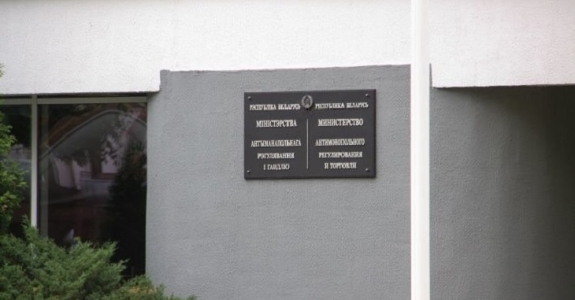 РЭСПУБЛІКА БЕЛАРУСЬ
МІНІСТЭРСТВА
АНТЫМАНАПОЛЬНАГА
РЭГУЛЯВАННЯ
І ГАНДЛЮ
РЕСПУБЛИКА БЕЛАРУСЬ
МИНИСТЕРСТВО
АНТИМОНОПОЛЬНОГО
РЕГУЛИРОВАНИЯ
И ТОРГОВЛИ